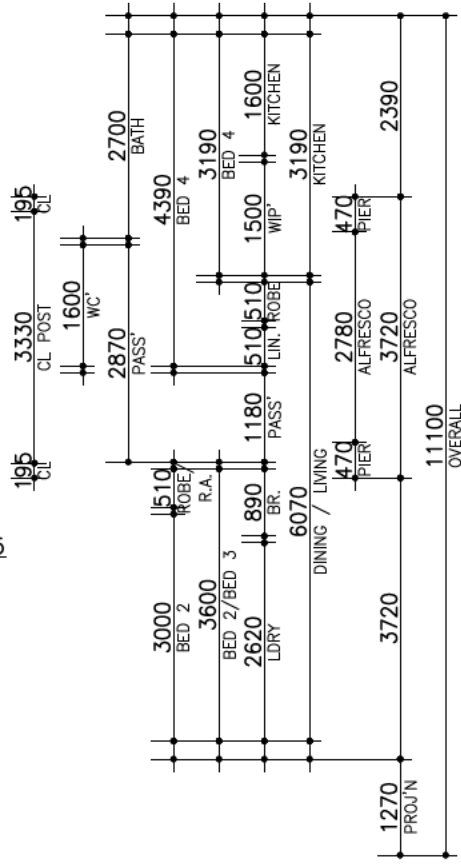 195
CL
3330
CL POST
195
CL
1600
WC'
2870
PASS'
2700
BATH
3000
BED 2
510
ROBE/
R.A.
4390
BED 4
3600
BED 2/BED 3
3190
BED 4
2620
LDRY
890
BR.
1180
PASS'
510
LIN.
510
ROBE
1500
WIP'
1600
KITCHEN
6070
DINING / LIVING
3190
KITCHEN
470
PIER
2780
ALFRESCO
470
PIER
1270
PROJ'N
3720
3720
ALFRESCO
2390
11100
OVERALL